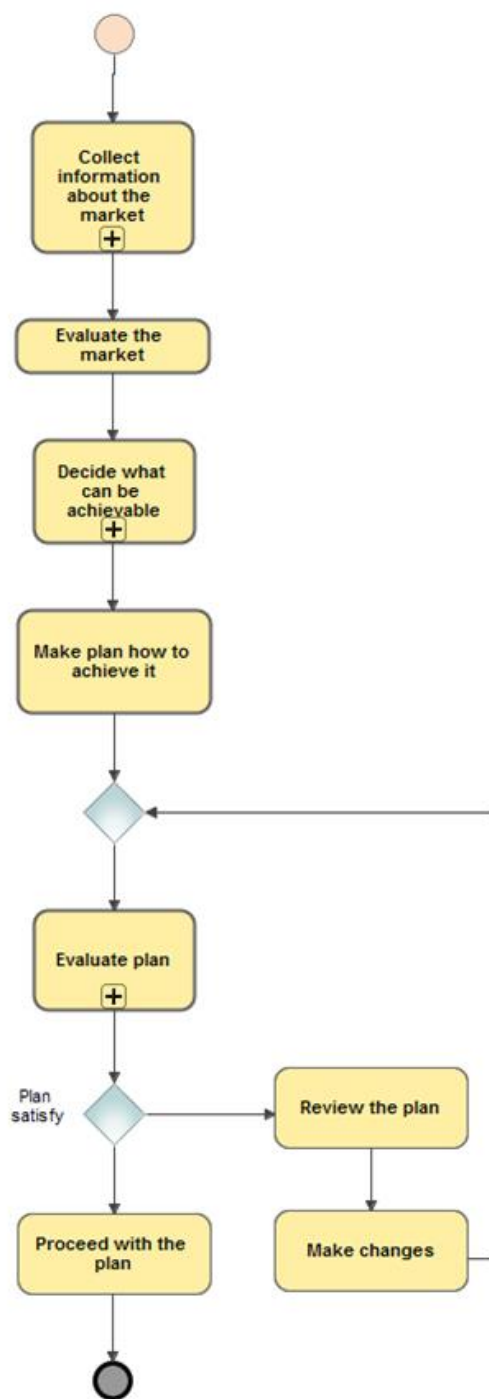 Collect
information
about the
market
Evaluate the
market
Decide what
can be
achievable
Make plan how to
achieve it
Evaluate plan
Plan
satisfy
Review the plan
Proceed with the
plan
Make changes